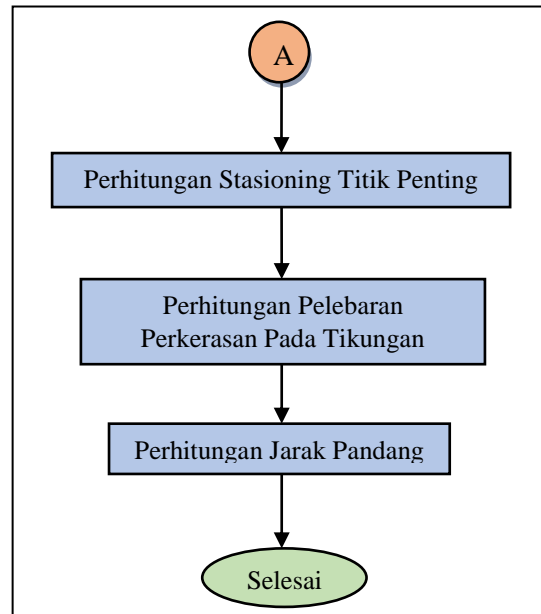 A
Perhitungan Stasioning Titik Penting
Perhitungan Pelebaran
Perkerasan Pada Tikungan
Perhitungan Jarak Pandang
Selesai